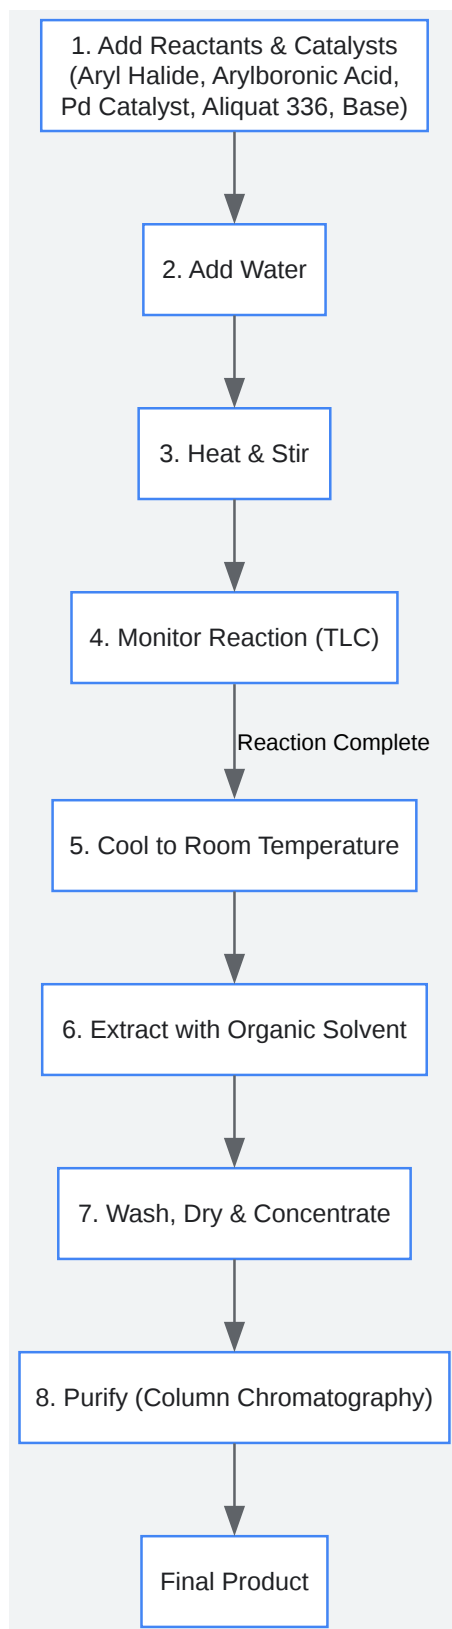 1. Add Reactants & Catalysts
(Aryl Halide, Arylboronic Acid,
Pd Catalyst, Aliquat 336, Base)
2. Add Water
3. Heat & Stir
4. Monitor Reaction (TLC)
Reaction Complete
5. Cool to Room Temperature
6. Extract with Organic Solvent
7. Wash, Dry & Concentrate
8. Purify (Column Chromatography)
Final Product